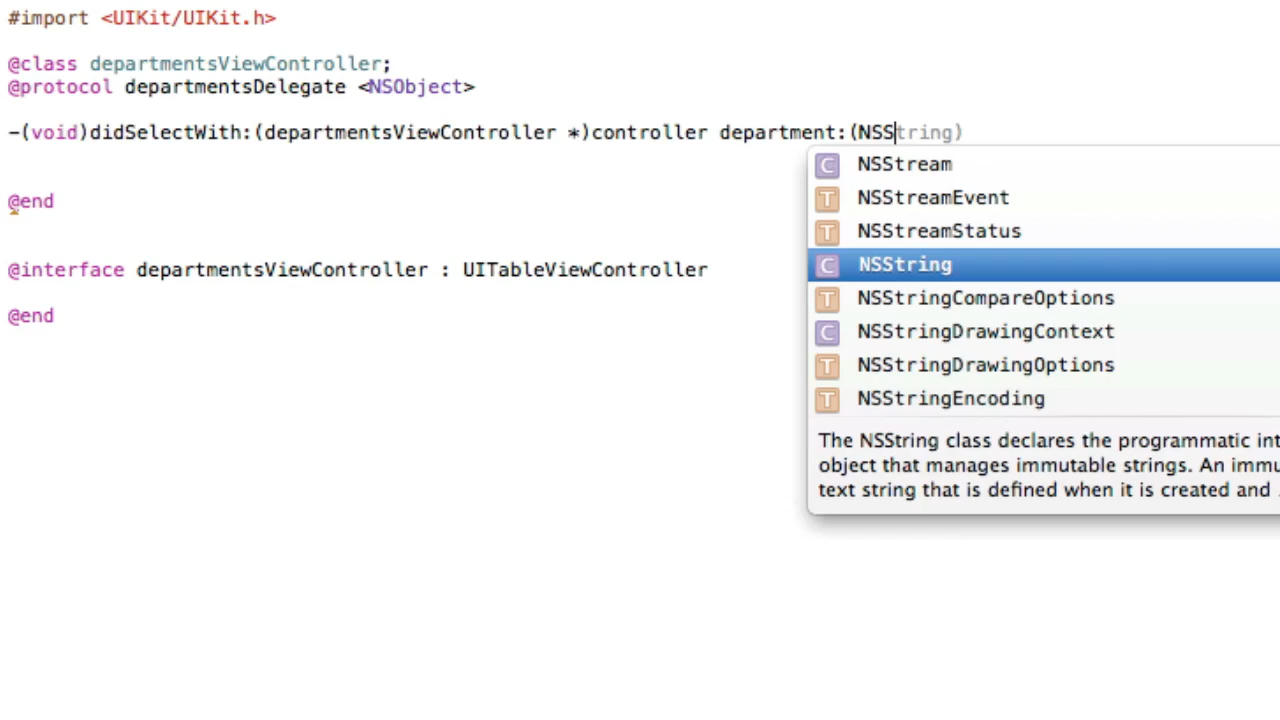 #import <UIKit/UIKit.h>
@class departmentsViewController;
@protocol departmentsDelegate <NSObject>
-(void)didSelectWith:(departmentsViewController *)controller department:(NSString)
C NSStream
T NSStreamEvent
T NSStreamStatus
C NSString
T NSStringCompareOptions
C NSStringDrawingContext
T NSStringDrawingOptions
T NSStringEncoding
The NSString class declares the programmatic int
object that manages immutable strings. An immu
text string that is defined when it is created and
@end
@interface departmentsViewController : UITableViewController
@end